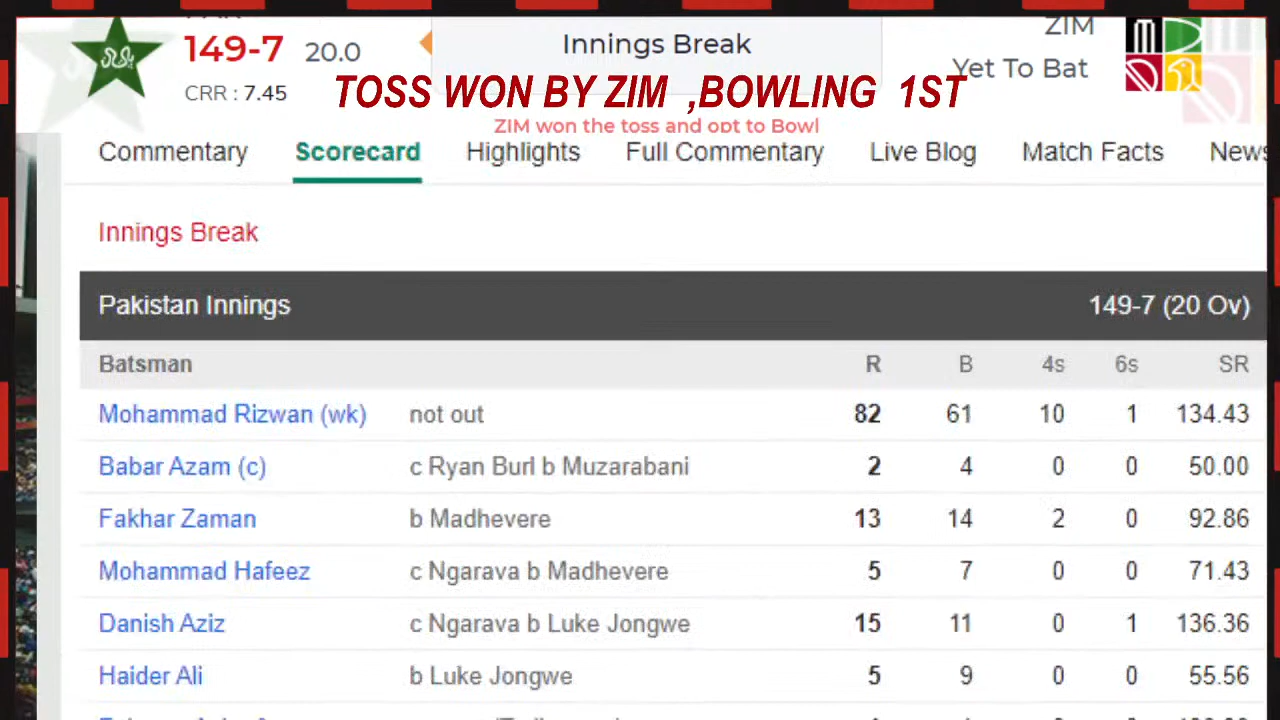 149-7 20.0
CRR : 7.45
Innings Break
ZIM
Yet To Bat
TOSS WON BY ZIM ,BOWLING 1ST
ZIM won the toss and opt to Bowl
Commentary Scorecard Highlights Full Commentary Live Blog Match Facts News
Innings Break
Pakistan Innings 149-7 (20 Ov)
Batsman R B 4s 6s SR
Mohammad Rizwan (wk) not out 82 61 10 1 134.43
Babar Azam (c) c Ryan Burl b Muzarabani 2 4 0 0 50.00
Fakhar Zaman b Madhevere 13 14 2 0 92.86
Mohammad Hafeez c Ngarava b Madhevere 5 7 0 0 71.43
Danish Aziz c Ngarava b Luke Jongwe 15 11 0 1 136.36
Haider Ali b Luke Jongwe 5 9 0 0 55.56